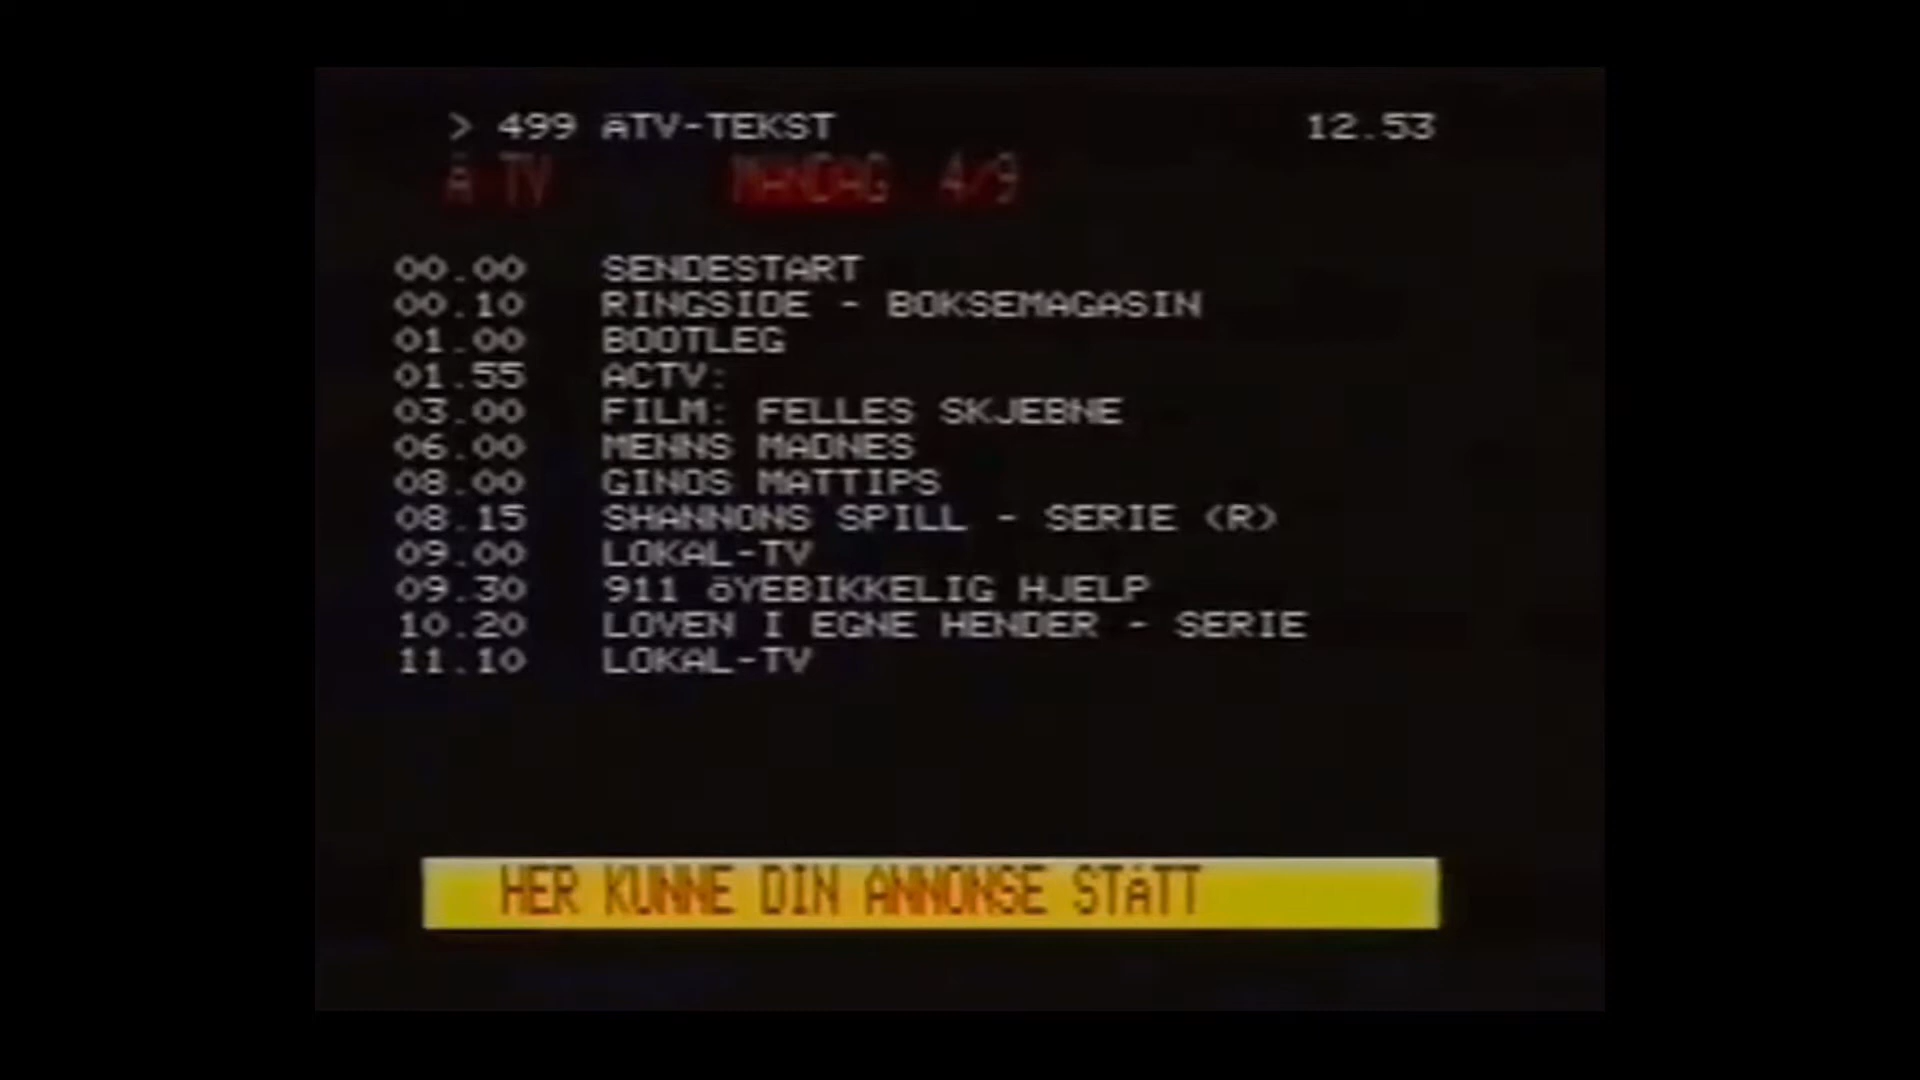 > 499 åTV-TEKST 12.53
Å TV MANDAG 4/9
00.00 SENDESTART
00.10 RINGSIDE - BOKSEMAGASIN
01.00 BOOTLEG
01.55 ACTV:
03.00 FILM: FELLES SKJEBNE
06.00 MENNS MADNES
08.00 GINOS MATTIPS
08.15 SHANNONS SPILL - SERIE (R)
09.00 LOKAL-TV
09.30 911 öYEBIKKELIG HJELP
10.20 LOVEN I EGNE HENDER - SERIE
11.10 LOKAL-TV
HER KUNNE DIN ANNONSE STåTT